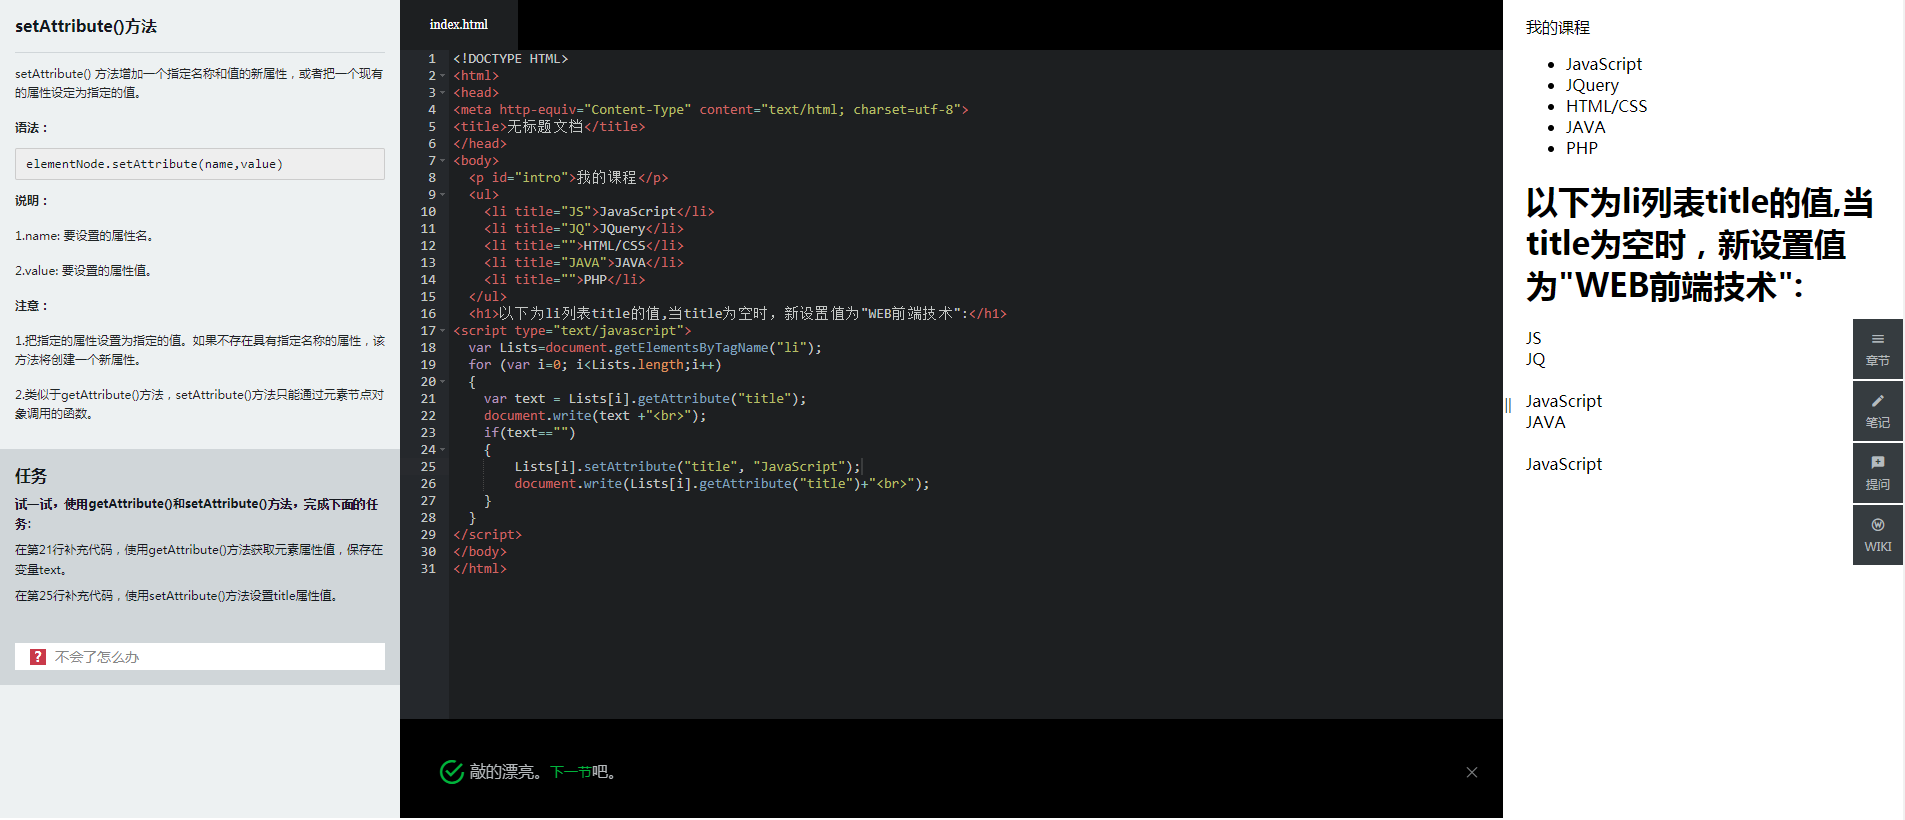 setAttribute()方法
setAttribute() 方法增加一个指定名称和值的新属性，或者把一个现有
的属性设定为指定的值。
语法：
elementNode.setAttribute(name,value)
说明：
1.name: 要设置的属性名。
2.value: 要设置的属性值。
注意：
1.把指定的属性设置为指定的值。如果不存在具有指定名称的属性，该
方法将创建一个新属性。
2.类似于getAttribute()方法，setAttribute()方法只能通过元素节点对
象调用的函数。
任务
试一试，使用getAttribute()和setAttribute()方法，完成下面的任
务:
在第21行补充代码，使用getAttribute()方法获取元素属性值，保存在
变量text。
在第25行补充代码，使用setAttribute()方法设置title属性值。
? 不会了怎么办
index.html
1 <!DOCTYPE HTML>
2 <html>
3 <head>
4 <meta http-equiv="Content-Type" content="text/html; charset=utf-8">
5 <title>无标题文档</title>
6 </head>
7 <body>
8 <p id="intro">我的课程</p>
9 <ul>
10 <li title="JS">JavaScript</li>
11 <li title="JQ">JQuery</li>
12 <li title="">HTML/CSS</li>
13 <li title="JAVA">JAVA</li>
14 <li title="">PHP</li>
15 </ul>
16 <h1>以下为li列表title的值,当title为空时，新设置值为"WEB前端技术":</h1>
17 <script type="text/javascript">
18 var Lists=document.getElementsByTagName("li");
19 for (var i=0; i<Lists.length;i++)
20 {
21 var text = Lists[i].getAttribute("title");
22 document.write(text +"<br>");
23 if(text=="")
24 {
25 Lists[i].setAttribute("title", "JavaScript");
26 document.write(Lists[i].getAttribute("title")+"<br>");
27 }
28 }
29 </script>
30 </body>
31 </html>
敲的漂亮。下一节吧。
我的课程
• JavaScript
• JQuery
• HTML/CSS
• JAVA
• PHP
以下为li列表title的值,当
title为空时，新设置值
为"WEB前端技术":
JS
JQ
JavaScript
JAVA
JavaScript
章节
笔记
提问
WIKI